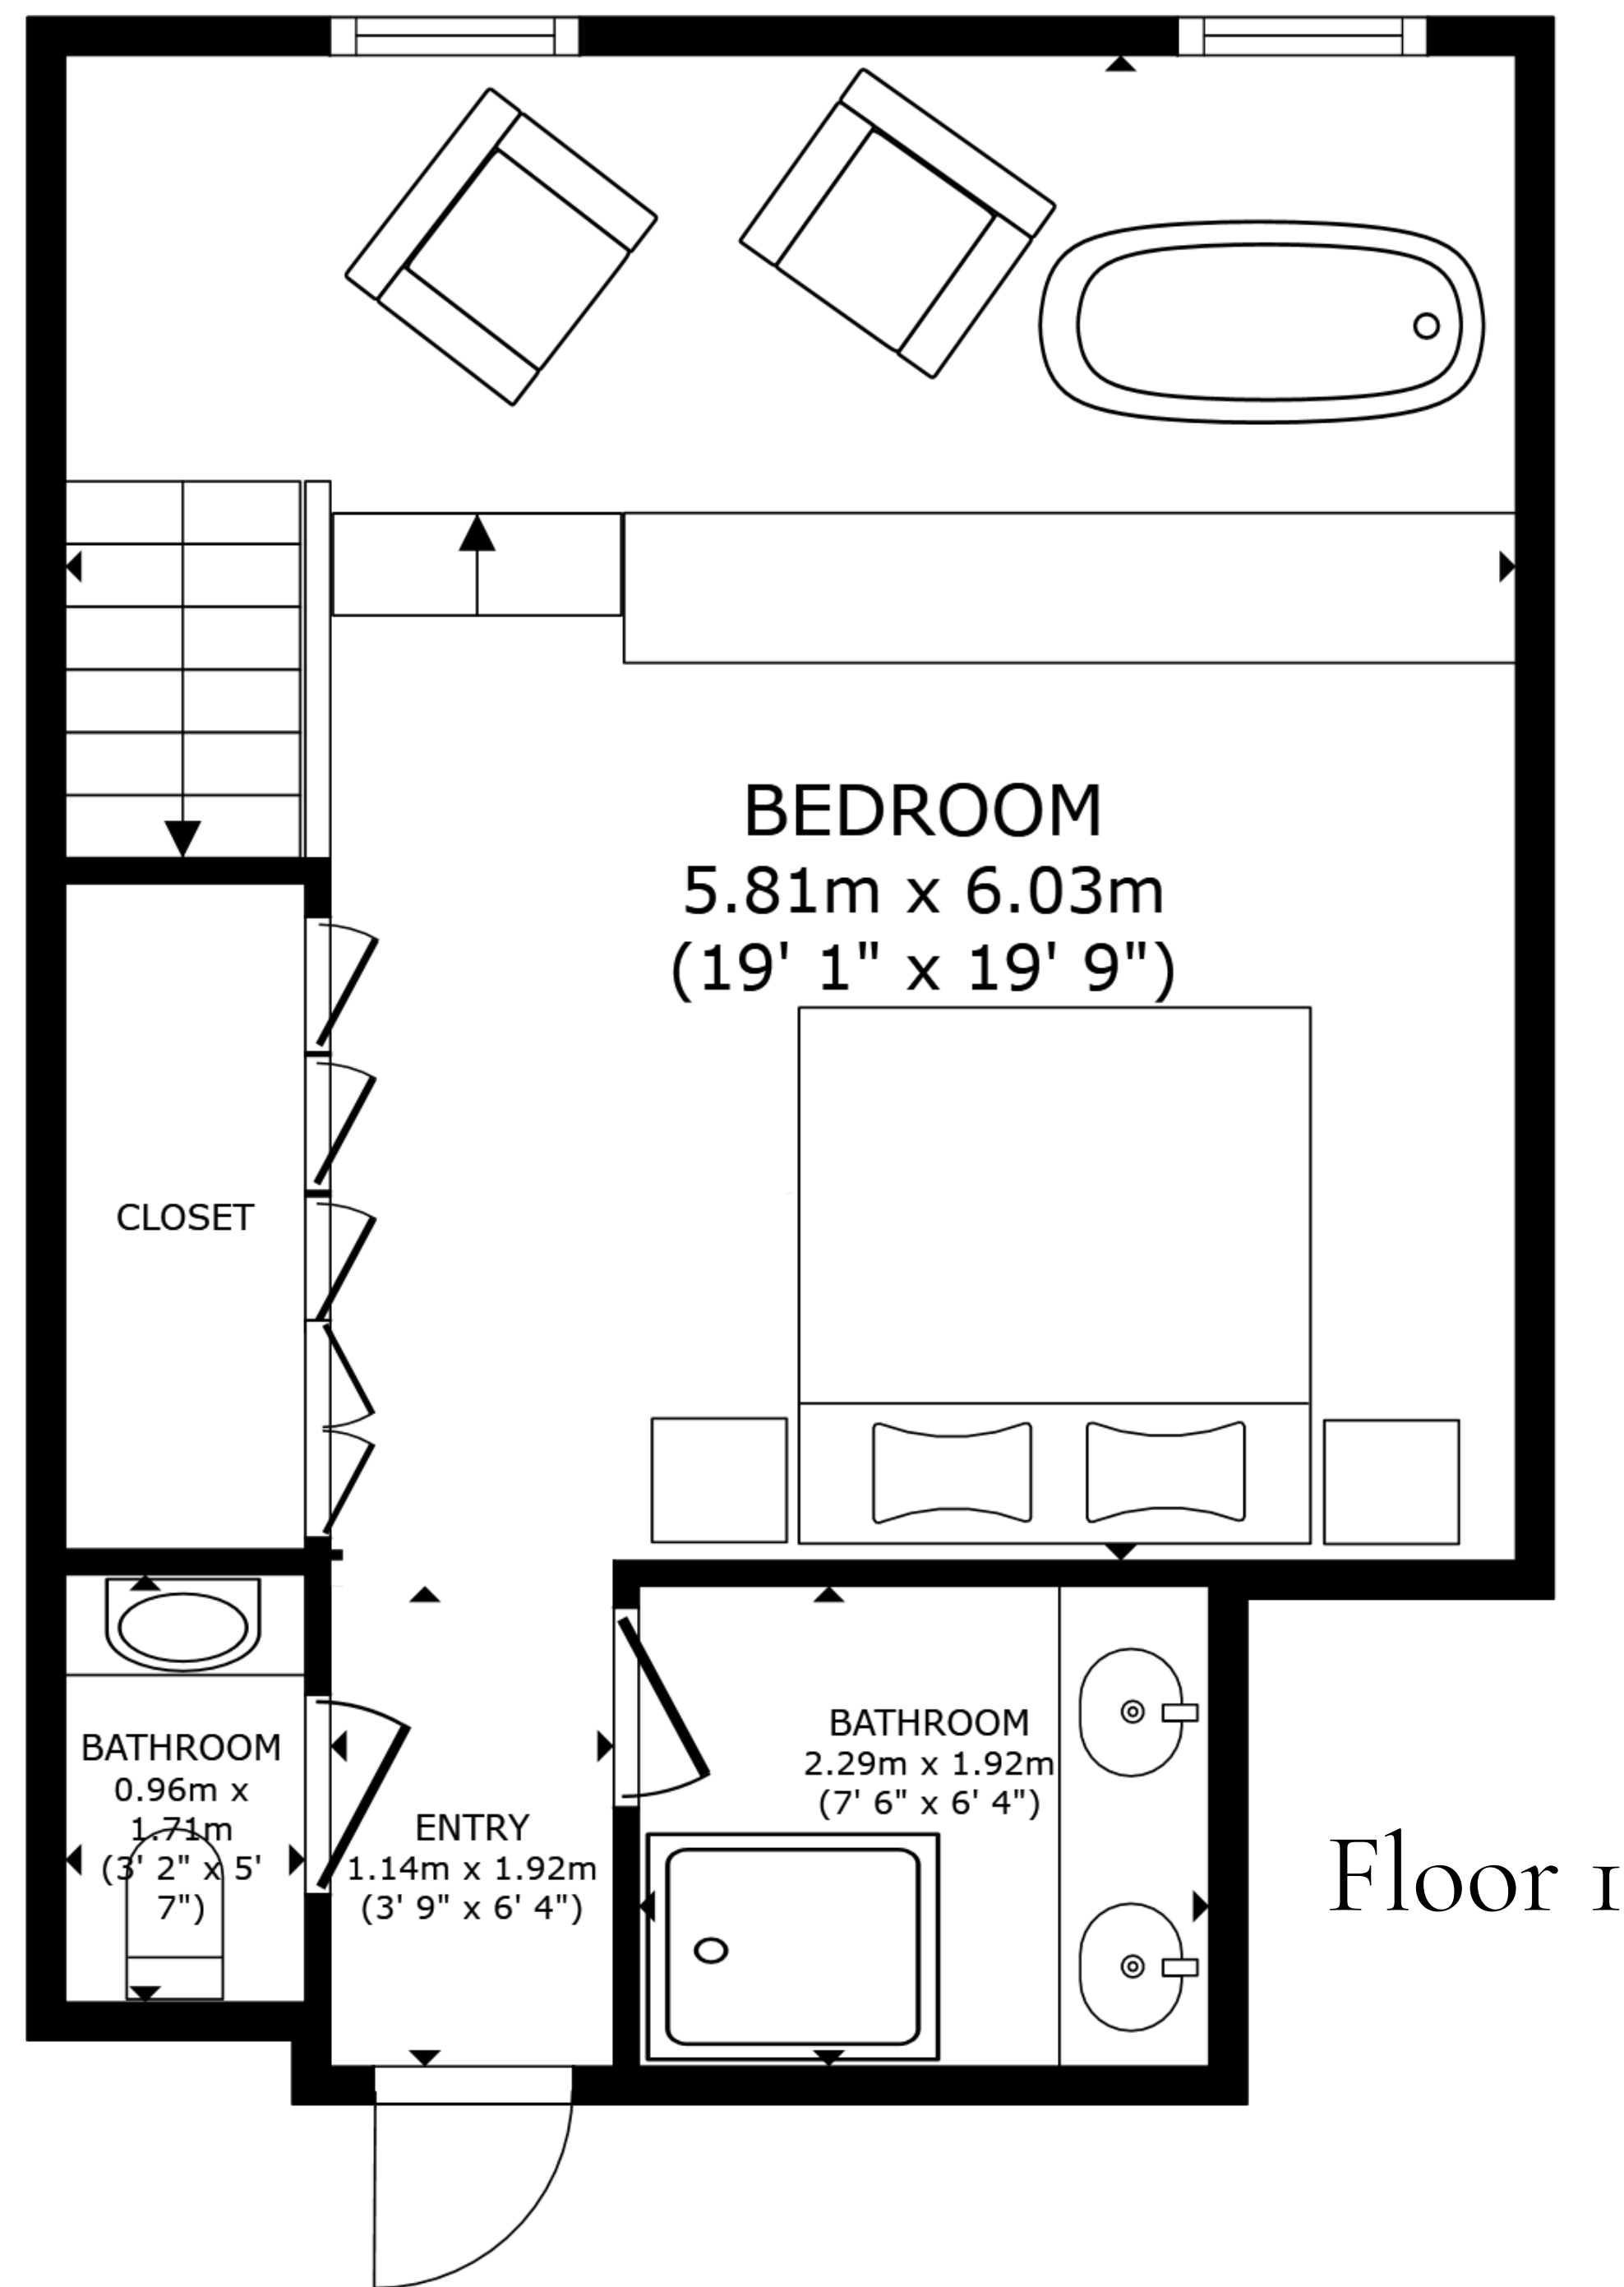 BEDROOM
5.81m x 6.03m
(19' 1" x 19' 9")
CLOSET
BATHROOM
0.96m x
1.71m
(3' 2" x 5'
7")
ENTRY
1.14m x 1.92m
(3' 9" x 6' 4")
BATHROOM
2.29m x 1.92m
(7' 6" x 6' 4")
Floor 1